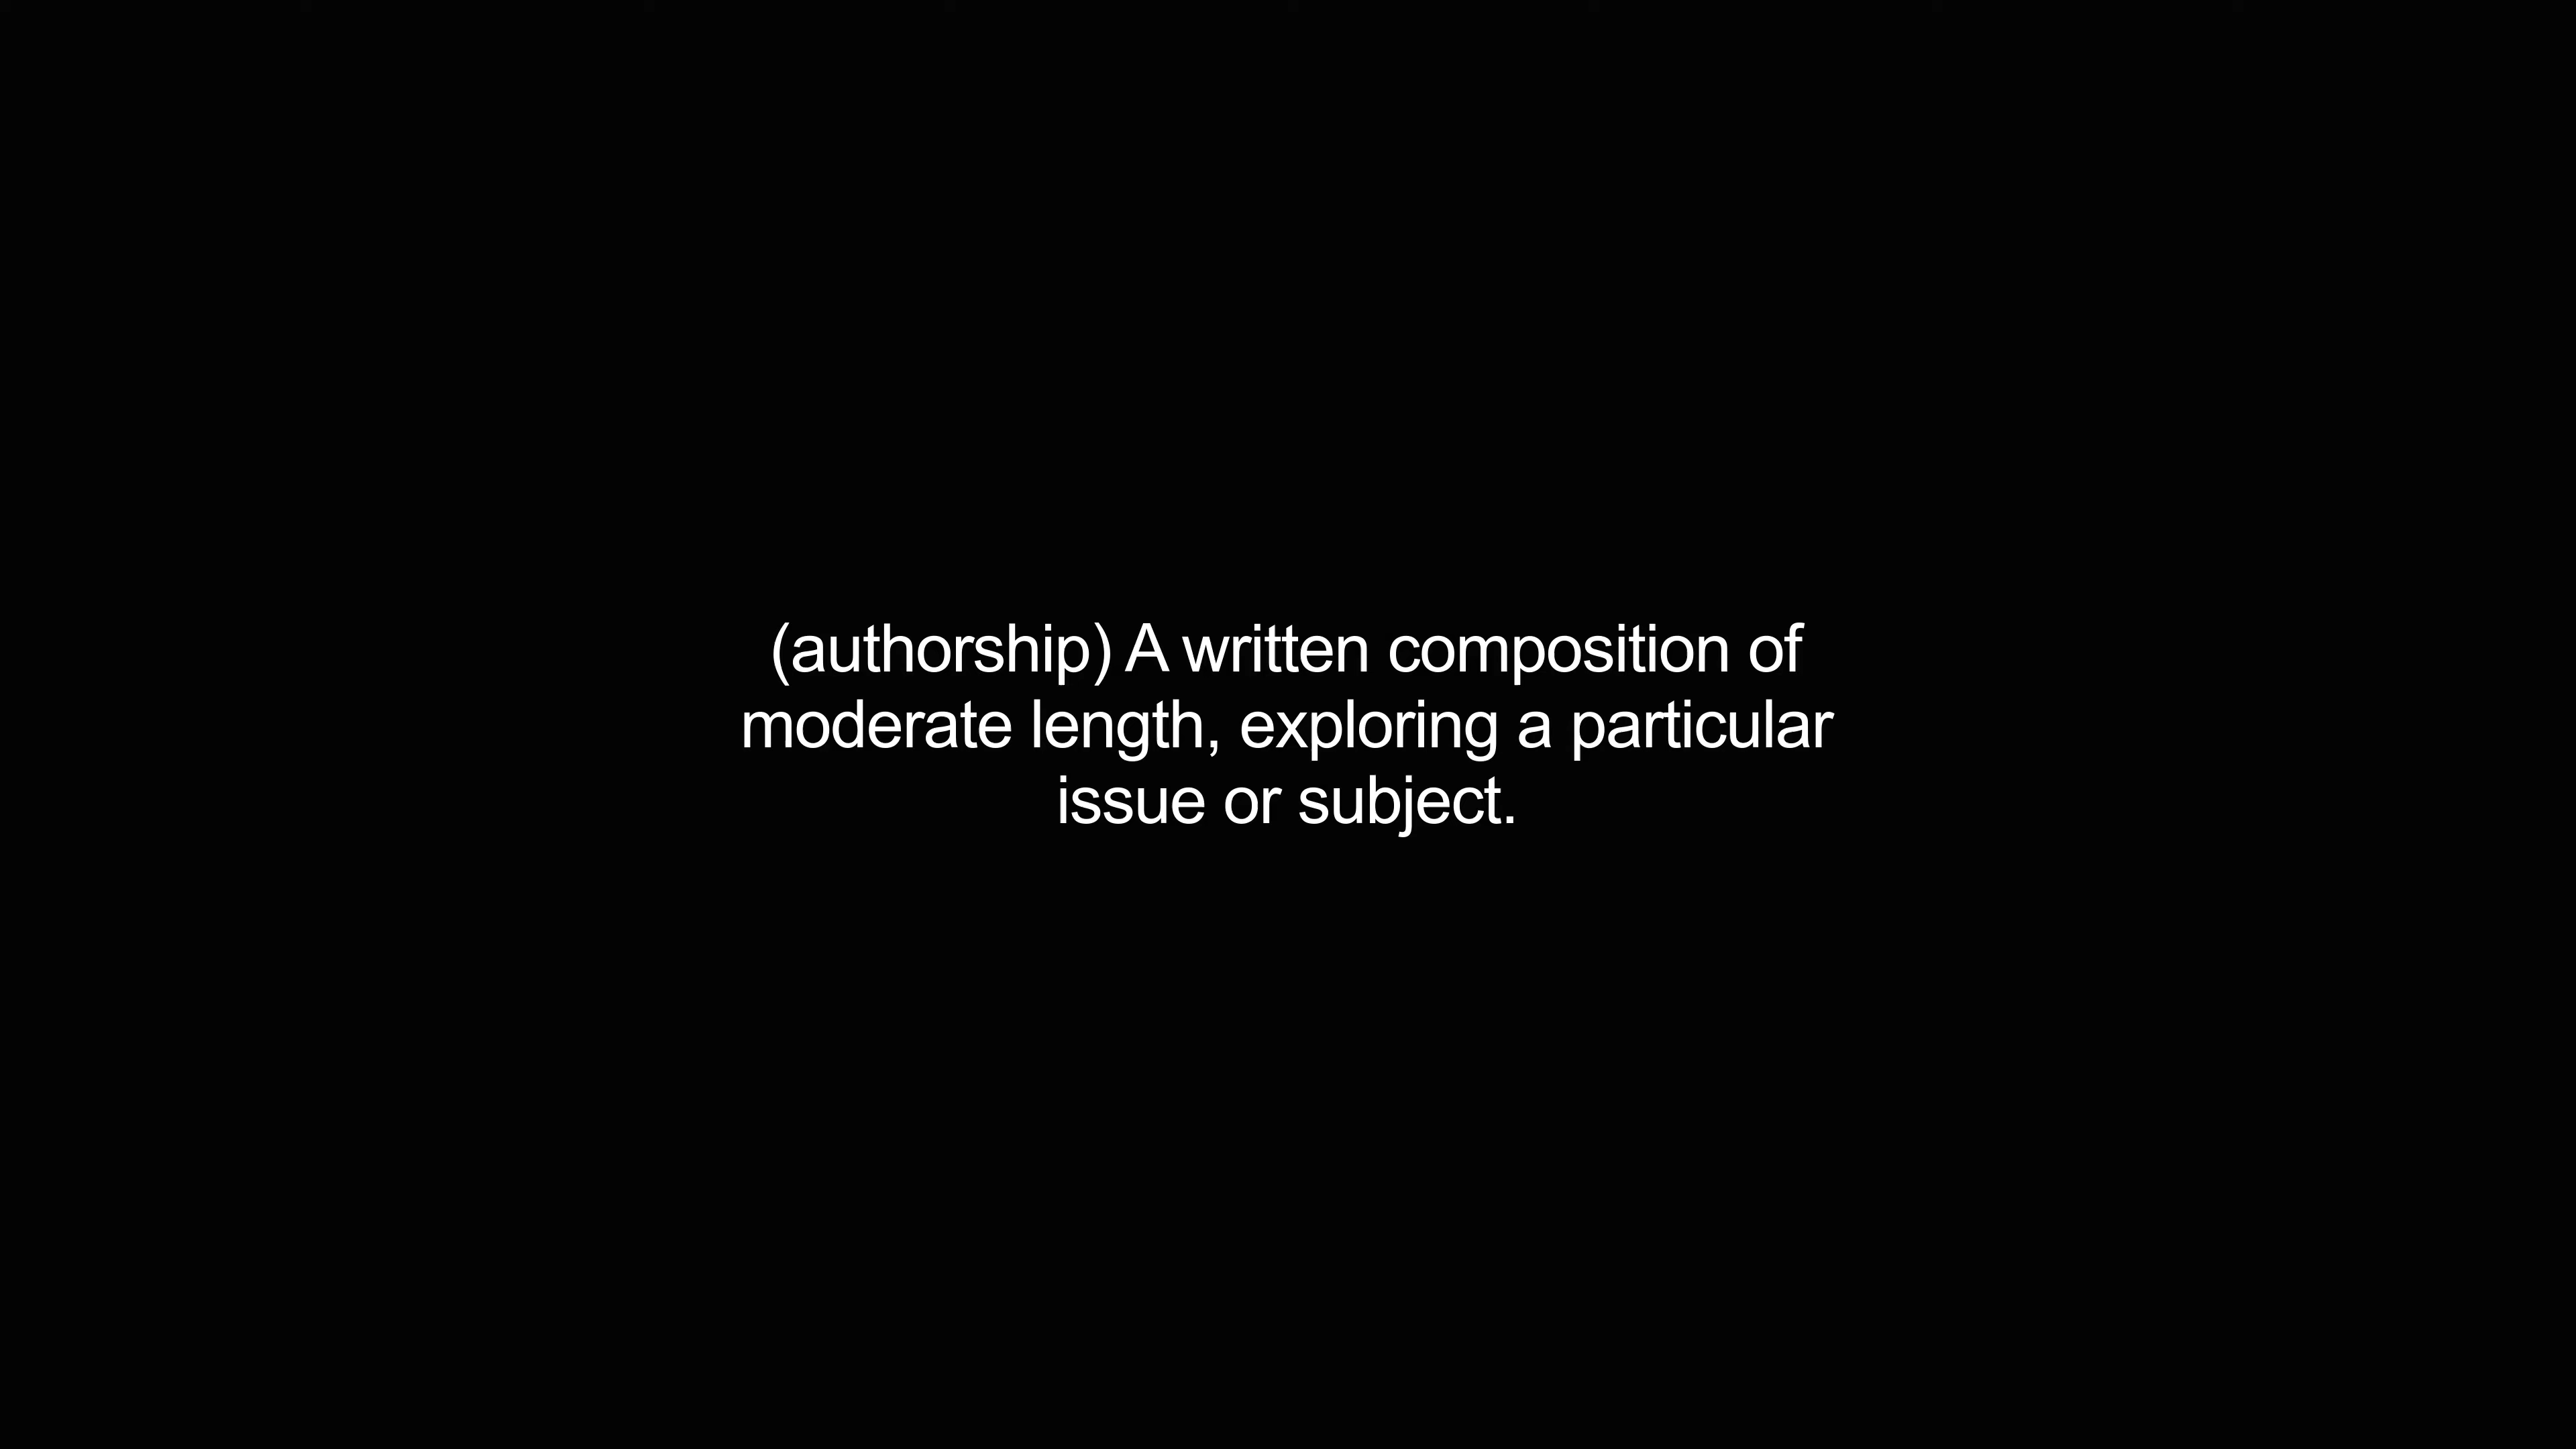 (authorship) A written composition of
moderate length, exploring a particular
issue or subject.